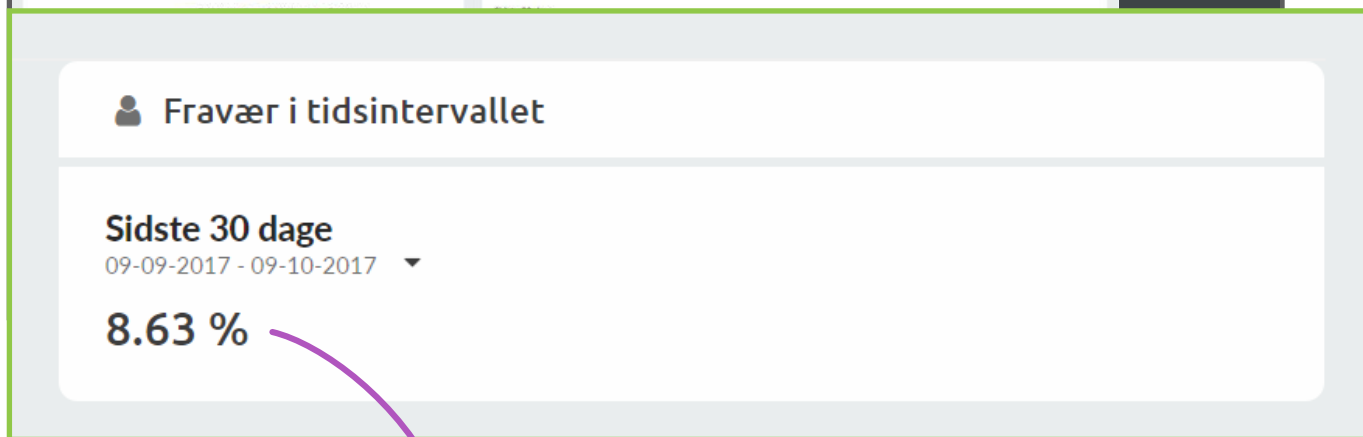 Fravær i tidsintervallet
Sidste 30 dage
09-09-2017 - 09-10-2017
8.63 %